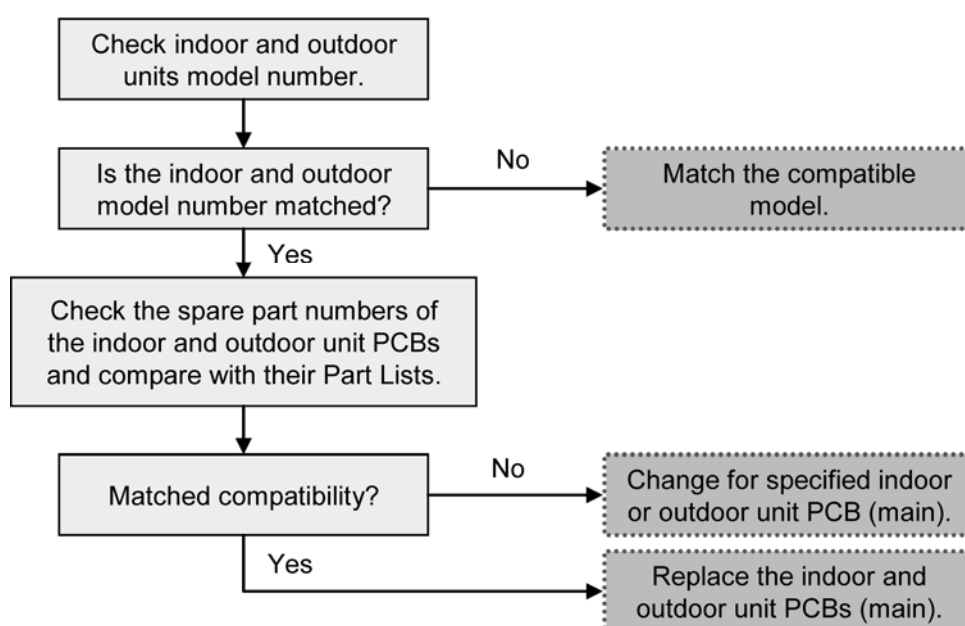 Check indoor and outdoor
units model number.
Is the indoor and outdoor
model number matched?
No
Match the compatible
model.
Yes
Check the spare part numbers of
the indoor and outdoor unit PCBs
and compare with their Part Lists.
Matched compatibility?
No
Change for specified indoor
or outdoor unit PCB (main).
Yes
Replace the indoor and
outdoor unit PCBs (main).